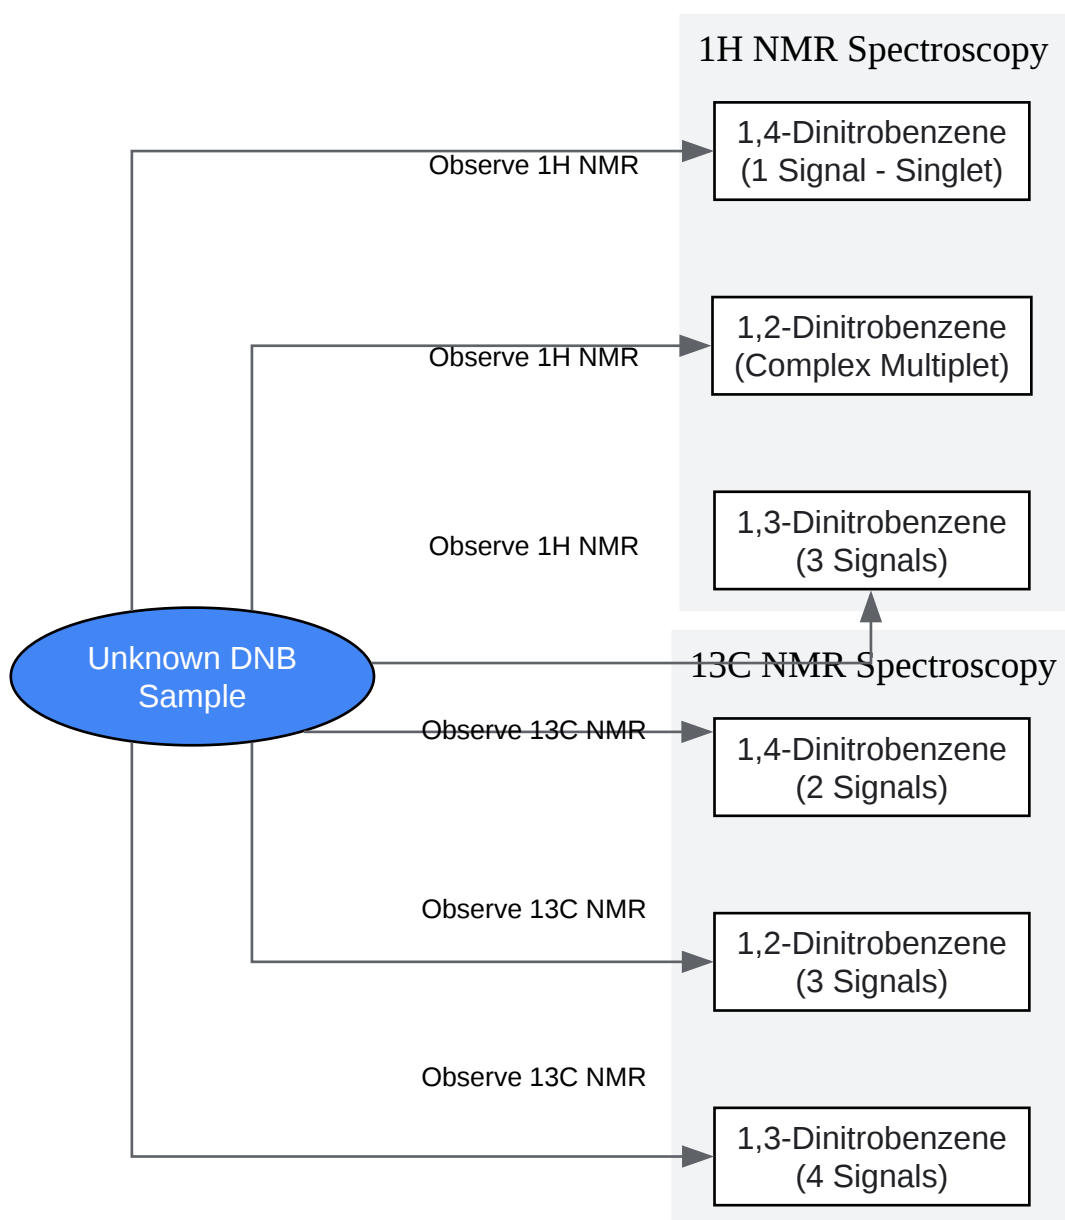 1H NMR Spectroscopy
1,4-Dinitrobenzene
(1 Signal - Singlet)
Observe 1H NMR
1,2-Dinitrobenzene
(Complex Multiplet)
Observe 1H NMR
1,3-Dinitrobenzene
(3 Signals)
Observe 1H NMR
Unknown DNB
Sample
13C NMR Spectroscopy
Observe 13C NMR
1,4-Dinitrobenzene
(2 Signals)
Observe 13C NMR
1,2-Dinitrobenzene
(3 Signals)
Observe 13C NMR
1,3-Dinitrobenzene
(4 Signals)